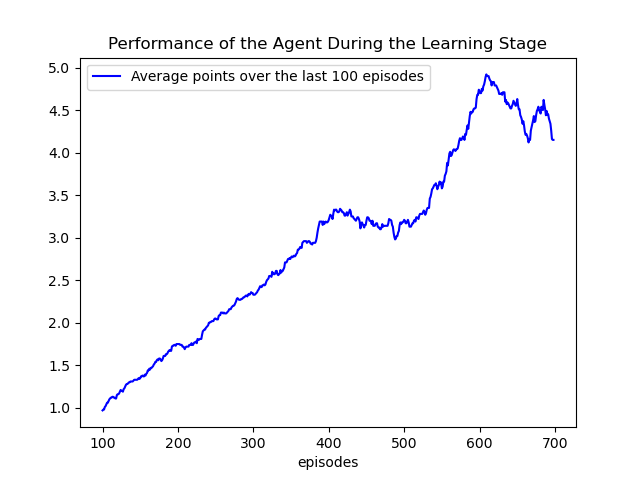 Performance of the Agent During the Learning Stage
Average points over the last 100 episodes
5.0
4.5
4.0
3.5
3.0
2.5
2.0
1.5
1.0
100 200 300 400 500 600 700
episodes